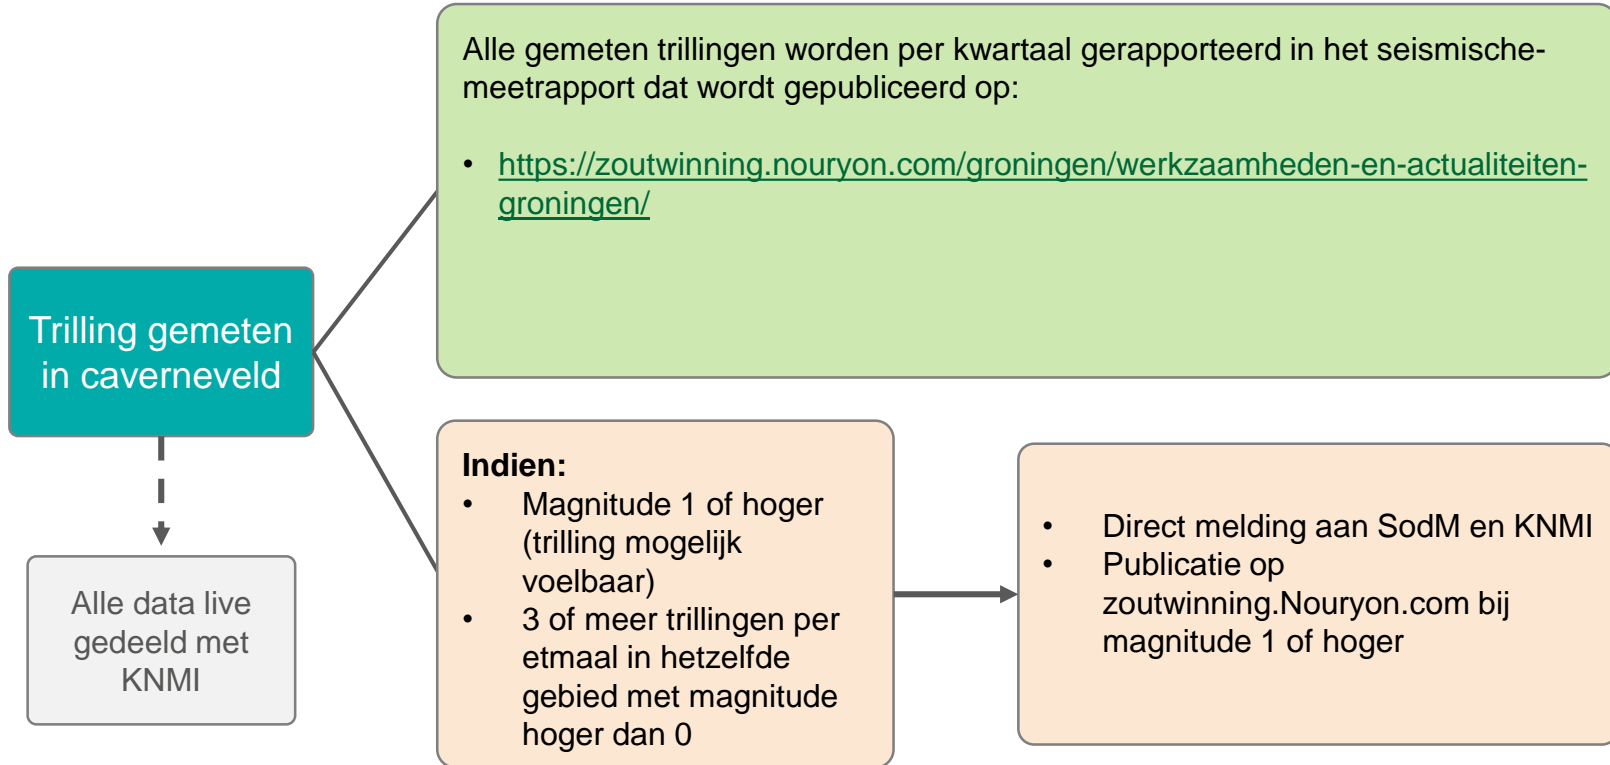 Alle gemeten trillingen worden per kwartaal gerapporteerd in het seismische-
meetrapport dat wordt gepubliceerd op:
• https://zoutwinning.nouryon.com/groningen/werkzaamheden-en-actualiteiten-
groningen/
Trilling gemeten
in caverneveld
Alle data live
gedeeld met
KNMI
Indien:
• Magnitude 1 of hoger
(trilling mogelijk
voelbaar)
• 3 of meer trillingen per
etmaal in hetzelfde
gebied met magnitude
hoger dan 0
• Direct melding aan SodM en KNMI
• Publicatie op
zoutwinning.Nouryon.com bij
magnitude 1 of hoger